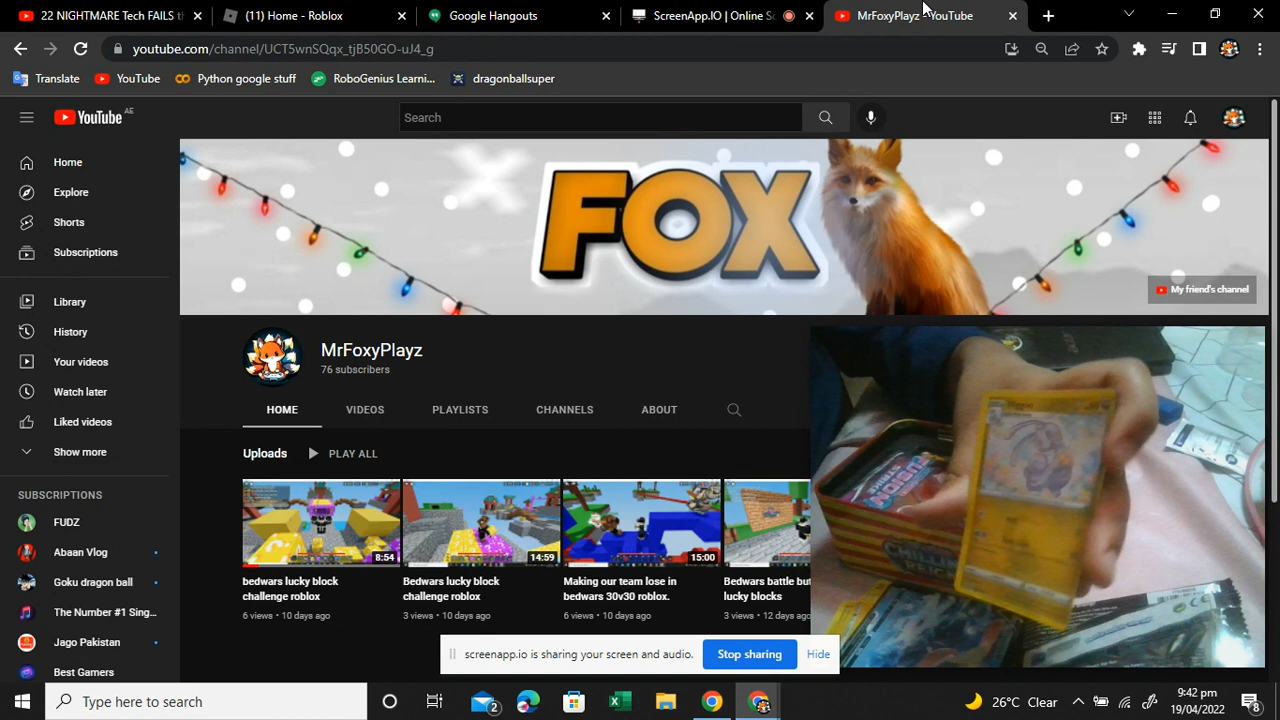 22 NIGHTMARE Tech FAILS t
(11) Home - Roblox
Google Hangouts
ScreenApp.IO | Online Sc
MrFoxyPlayz - YouTube
youtube.com/channel/UCT5wnSQqx_tjB50GO-uJ4_g
Translate
YouTube
Python google stuff
RoboGenius Learni...
dragonballsuper
YouTube AE
Search
Home
Explore
Shorts
Subscriptions
Library
History
Your videos
Watch later
Liked videos
Show more
SUBSCRIPTIONS
FUDZ
Abaan Vlog
Goku dragon ball
The Number #1 Sing...
Jago Pakistan
Best Gamers
FOX
My friend's channel
MrFoxyPlayz
76 subscribers
HOME
VIDEOS
PLAYLISTS
CHANNELS
ABOUT
Uploads
PLAY ALL
8:54
14:59
15:00
bedwars lucky block
challenge roblox
6 views • 10 days ago
Bedwars lucky block
challenge roblox
3 views • 10 days ago
Making our team lose in
bedwars 30v30 roblox.
6 views • 10 days ago
Bedwars battle bu
lucky blocks
3 views • 12 days ag
FUSION
STRIKE
screenapp.io is sharing your screen and audio.
Stop sharing
Hide
Type here to search
2
26°C Clear
9:42 pm
19/04/2022
8